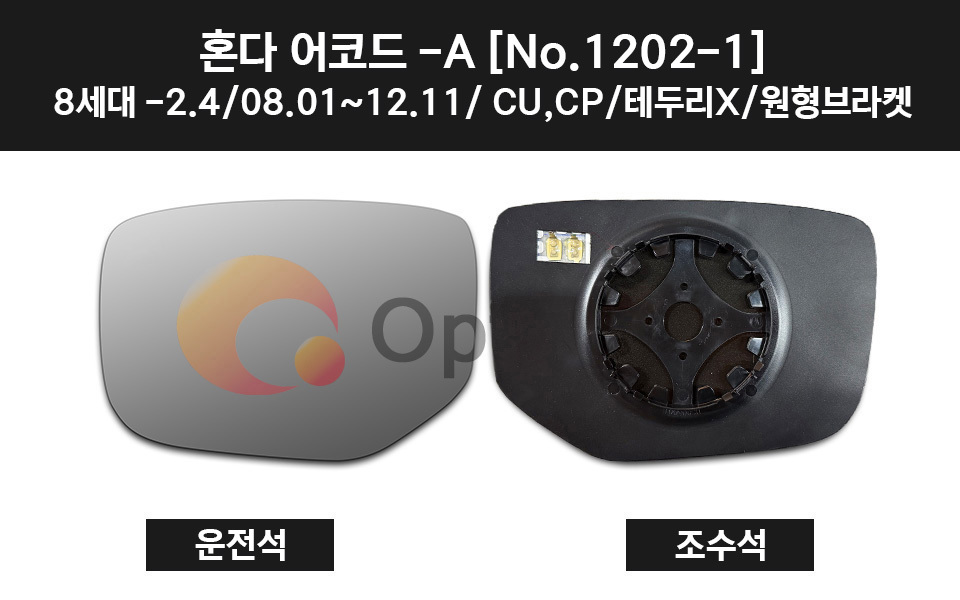 혼다 어코드 -A [No.1202-1]
8세대 -2.4/08.01~12.11/ CU,CP/테두리X/원형브라켓
Op
운전석
조수석